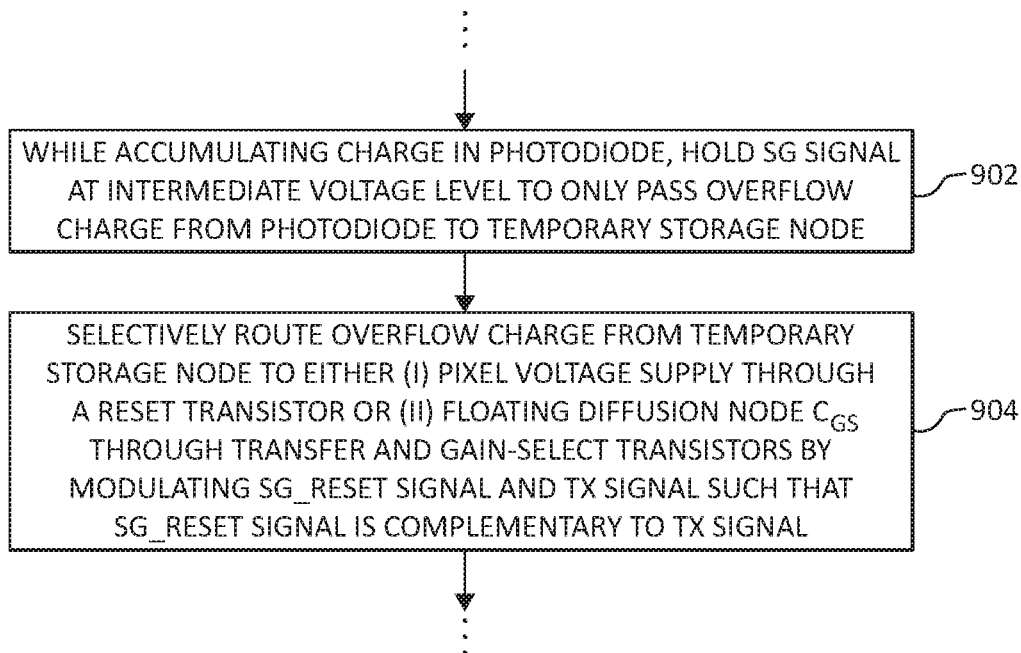 WHILE ACCUMULATING CHARGE IN PHOTODIODE, HOLD SG SIGNAL
AT INTERMEDIATE VOLTAGE LEVEL TO ONLY PASS OVERFLOW
CHARGE FROM PHOTODIODE TO TEMPORARY STORAGE NODE
902
SELECTIVELY ROUTE OVERFLOW CHARGE FROM TEMPORARY
STORAGE NODE TO EITHER (I) PIXEL VOLTAGE SUPPLY THROUGH
A RESET TRANSISTOR OR (II) FLOATING DIFFUSION NODE C_GS
THROUGH TRANSFER AND GAIN-SELECT TRANSISTORS BY
MODULATING SG_RESET SIGNAL AND TX SIGNAL SUCH THAT
SG_RESET SIGNAL IS COMPLEMENTARY TO TX SIGNAL
904